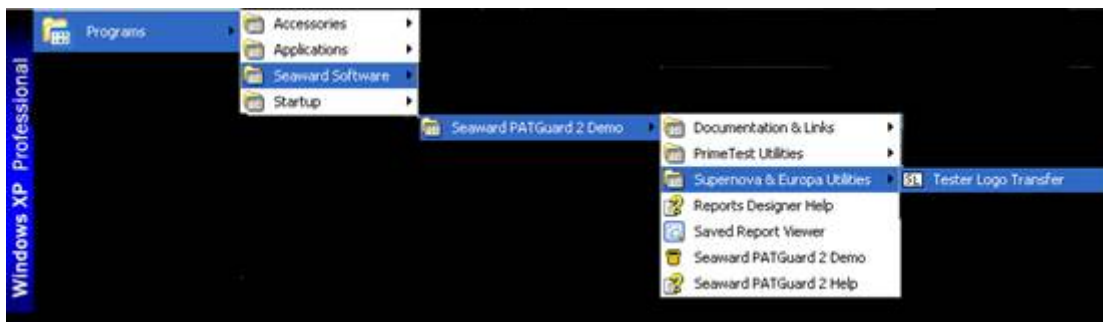 Windows XP Professional
Programs
Accessories
Applications
Seaward Software
Startup
Seaward PATGuard 2 Demo
Documentation & Links
PrimeTest Utilities
Supernova & Europa Utilities
Reports Designer Help
Saved Report Viewer
Seaward PATGuard 2 Demo
Seaward PATGuard 2 Help
SL Tester Logo Transfer